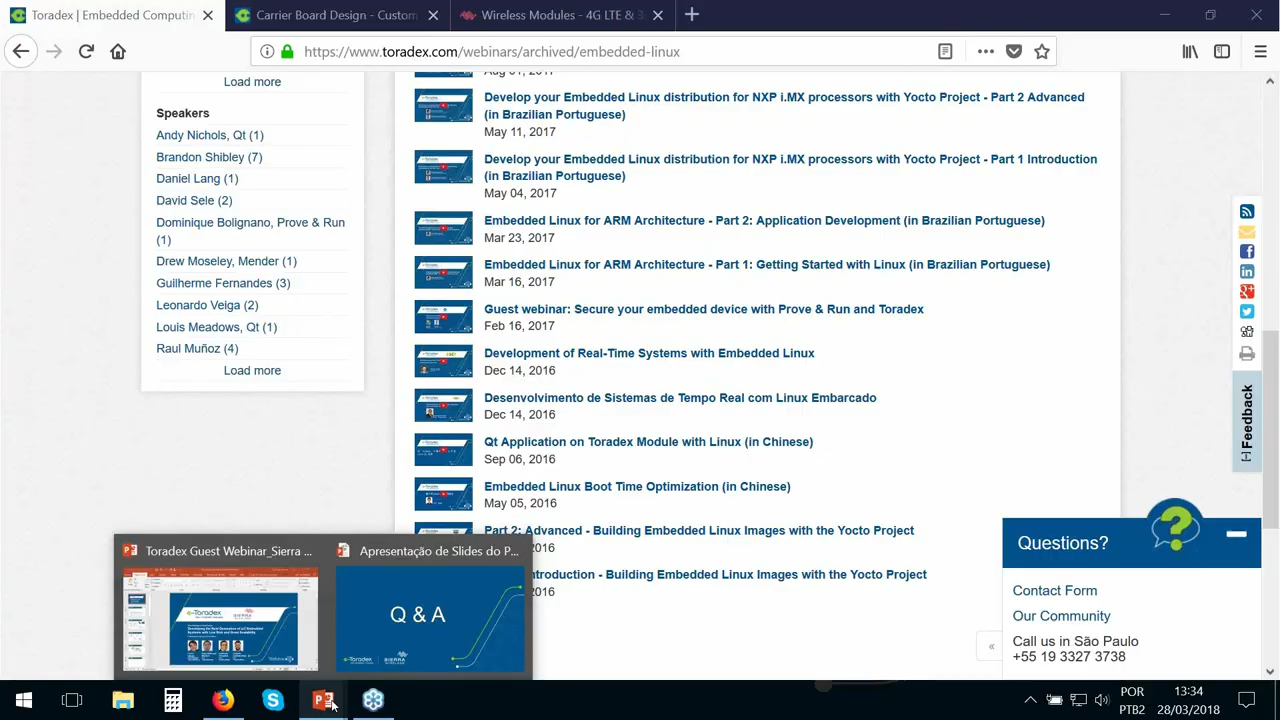 Toradex | Embedded Computin
Carrier Board Design - Custom
Wireless Modules - 4G LTE & 3
https://www.toradex.com/webinars/archived/embedded-linux
Load more
Speakers
Andy Nichols, Qt (1)
Brandon Shibley (7)
Daniel Lang (1)
David Sele (2)
Dominique Bolignano, Prove & Run
(1)
Drew Moseley, Mender (1)
Guilherme Fernandes (3)
Leonardo Veiga (2)
Louis Meadows, Qt (1)
Raul Muñoz (4)
Load more
Aug 01, 2017
Develop your Embedded Linux distribution for NXP i.MX processors with Yocto Project - Part 2 Advanced
(in Brazilian Portuguese)
May 11, 2017
Develop your Embedded Linux distribution for NXP i.MX processors with Yocto Project - Part 1 Introduction
(in Brazilian Portuguese)
May 04, 2017
Embedded Linux for ARM Architecture - Part 2: Application Development (in Brazilian Portuguese)
Mar 23, 2017
Embedded Linux for ARM Architecture - Part 1: Getting Started with Linux (in Brazilian Portuguese)
Mar 16, 2017
Guest webinar: Secure your embedded device with Prove & Run and Toradex
Feb 16, 2017
Development of Real-Time Systems with Embedded Linux
Dec 14, 2016
Desenvolvimento de Sistemas de Tempo Real com Linux Embarcado
Dec 14, 2016
Qt Application on Toradex Module with Linux (in Chinese)
Sep 06, 2016
Embedded Linux Boot Time Optimization (in Chinese)
May 05, 2016
Part 2: Advanced - Building Embedded Linux Images with the Yocto Project
2016
ntroduction - Building Embedded Linux Images with the Yocto Project
2016
[-] Feedback
Questions?
Contact Form
Our Community
Call us in São Paulo
+55 19 3327 3738
«
Toradex Guest Webinar_Sierra ...
Apresentação de Slides do P...
Toradex
Q & A
Toradex
SIERRA
WIRELESS
POR
PTB2
13:34
28/03/2018